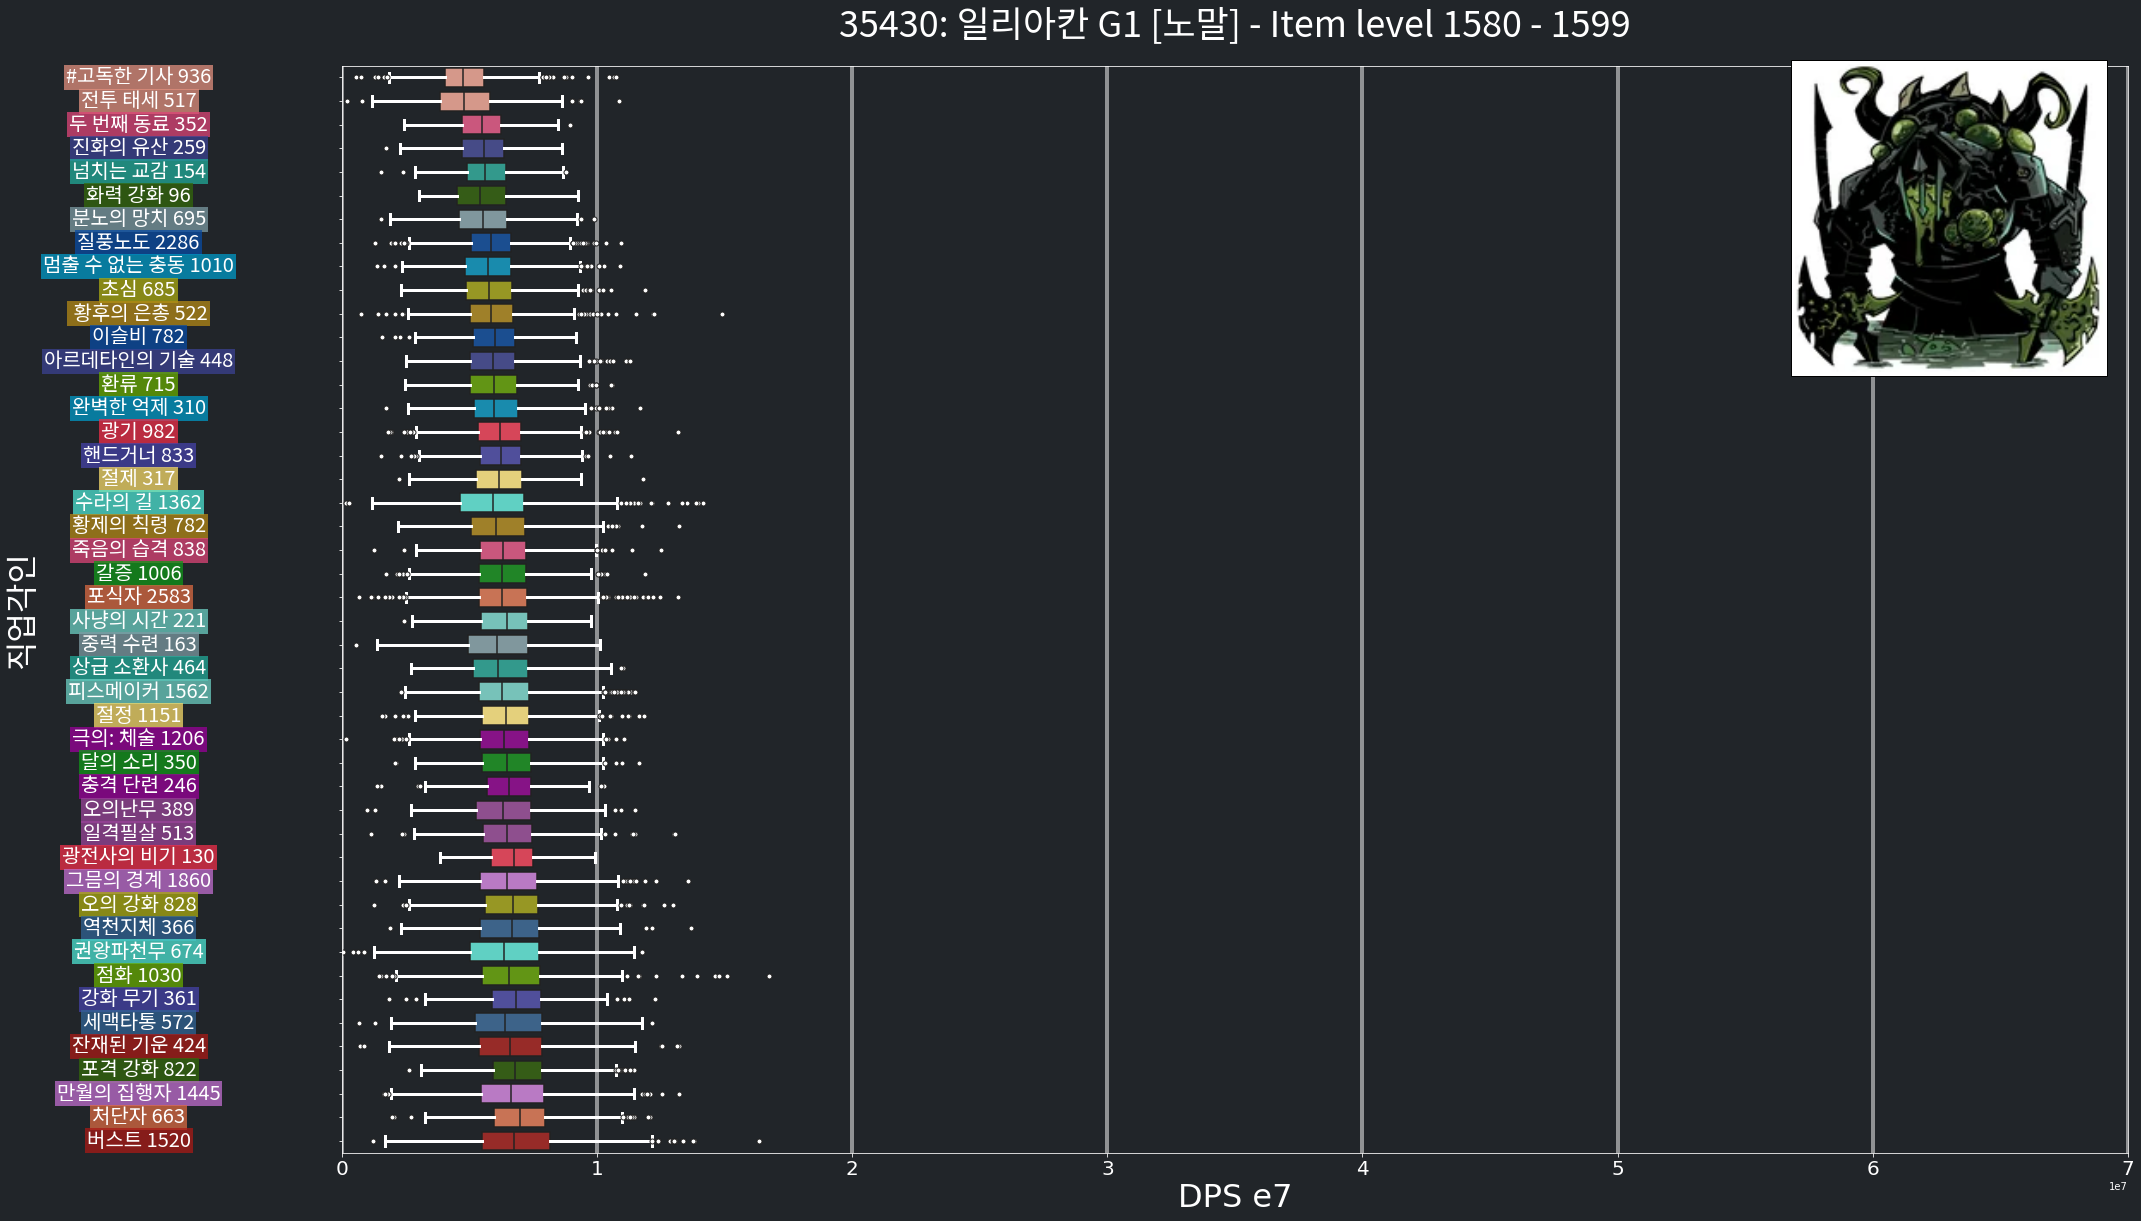 35430: 일리아칸 G1 [노말] - Item level 1580 - 1599
#고독한 기사 936
전투 태세 517
두 번째 동료 352
진화의 유산 259
넘치는 교감 154
화력 강화 96
분노의 망치 695
질풍노도 2286
멈출 수 없는 충동 1010
초심 685
황후의 은총 522
이슬비 782
아르데타인의 기술 448
환류 715
완벽한 억제 310
광기 982
핸드거너 833
절제 317
수라의 길 1362
황제의 칙령 782
죽음의 습격 838
갈증 1006
포식자 2583
사냥의 시간 221
중력 수련 163
상급 소환사 464
피스메이커 1562
절정 1151
극의: 체술 1206
달의 소리 350
충격 단련 246
오의난무 389
일격필살 513
광전사의 비기 130
그믐의 경계 1860
오의 강화 828
역천지체 366
권왕파천무 674
점화 1030
강화 무기 361
세맥타통 572
잔재된 기운 424
포격 강화 822
만월의 집행자 1445
처단자 663
버스트 1520
직업각인
0 1 2 3 4 5 6 7
1e7
DPS e7